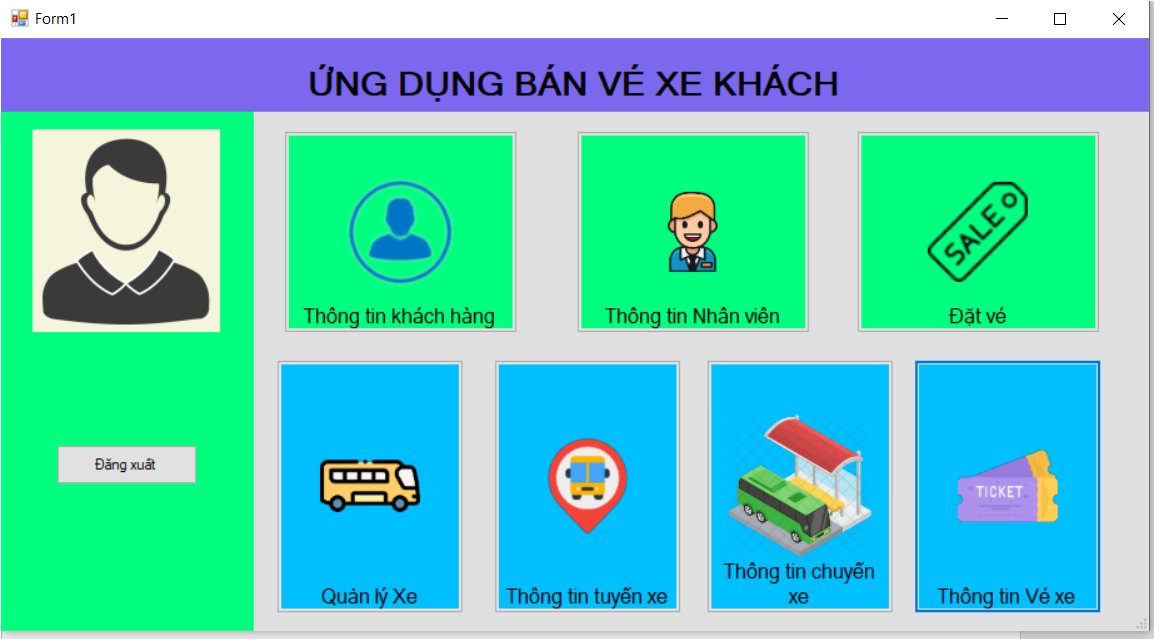 Form1
ỨNG DỤNG BÁN VÉ XE KHÁCH
SALE
Thông tin khách hàng
Thông tin Nhân viên
Đặt vé
Đăng xuất
TICKET
Quản lý Xe
Thông tin tuyến xe
Thông tin chuyến
xe
Thông tin Vé xe